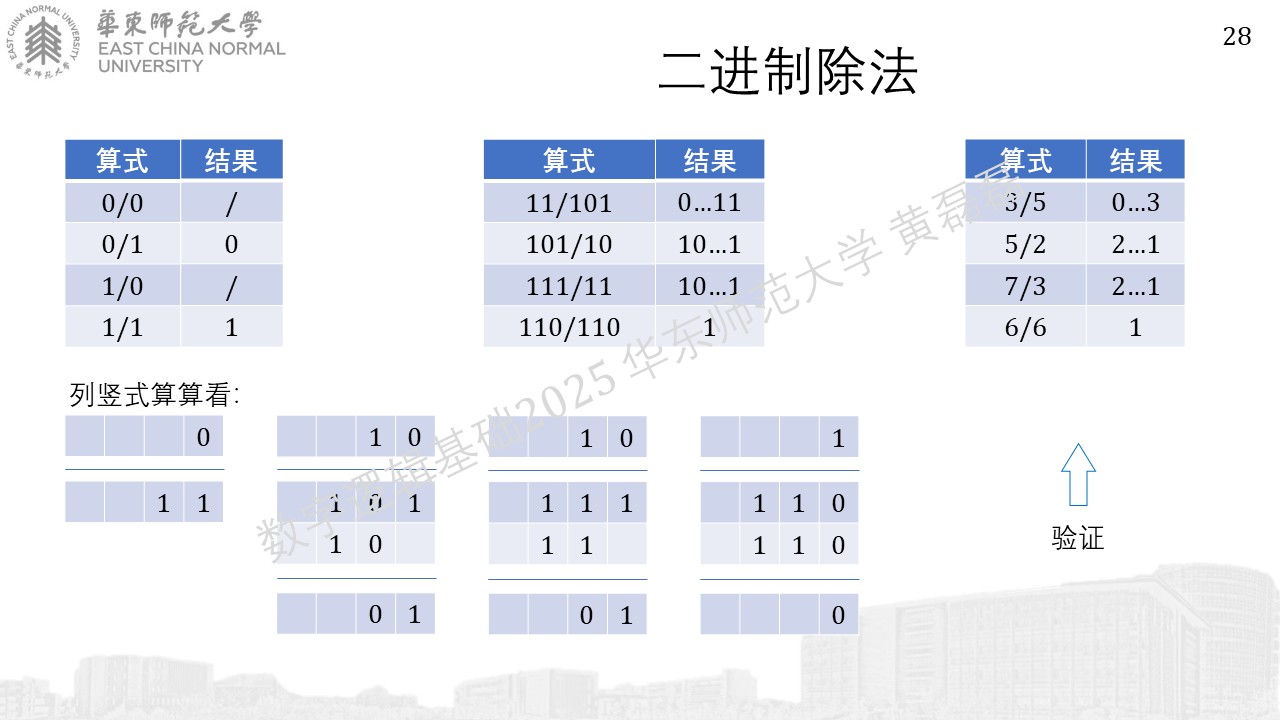 華東師範大學
EAST CHINA NORMAL
UNIVERSITY
EAST CHINA NORMAL UNIVERSITY
華東师范大学
28
二进制除法
算式 结果
0/0 /
0/1 0
1/0 /
1/1 1
算式 结果
11/101 0…11
101/10 10…1
111/11 10…1
110/110 1
算式 结果
3/5 0…3
5/2 2…1
7/3 2…1
6/6 1
列竖式算算看:
0
1 1
1 0
1 0 1
1 0
0 1
1 0
1 1 1
1 1
0 1
1
1 1 0
1 1 0
0
验证
数字逻辑基础2025 华东师范大学 黄磊磊